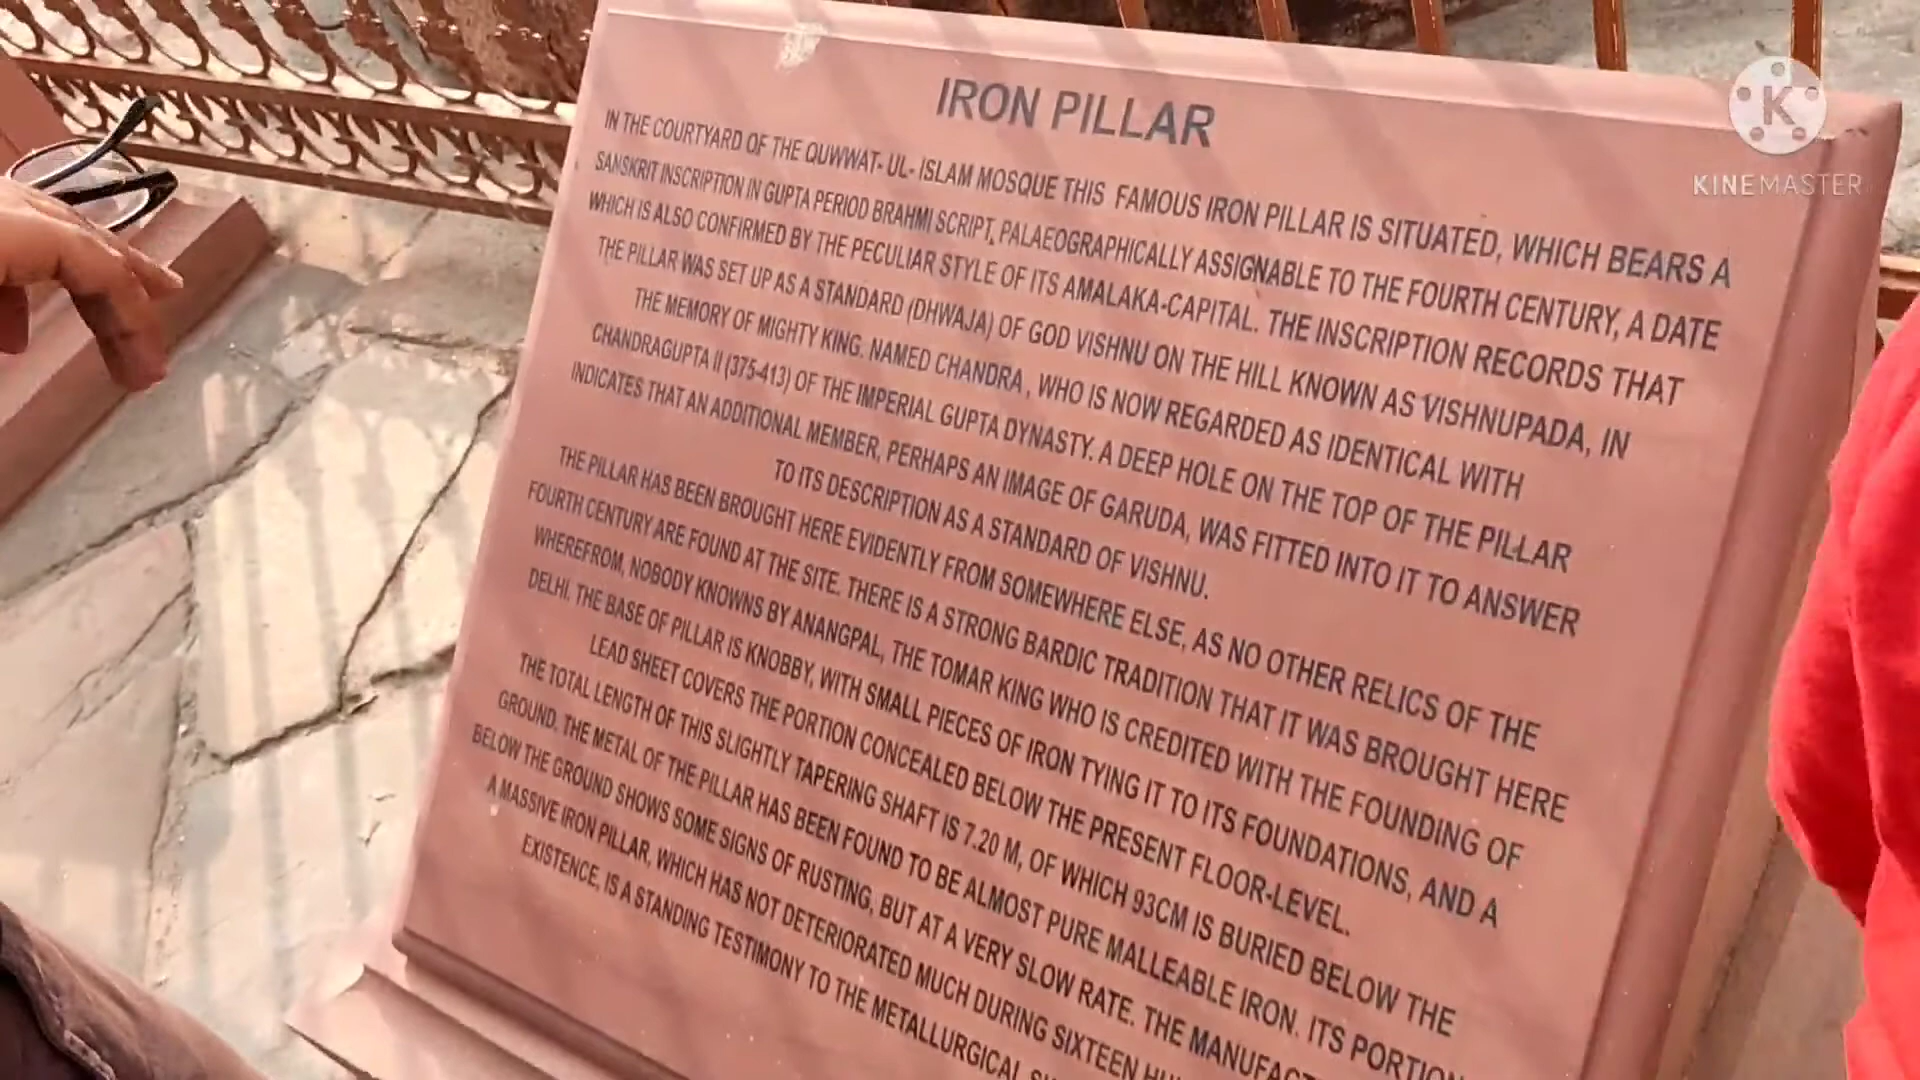 IRON PILLAR
IN THE COURTYARD OF THE QUWWAT- UL- ISLAM MOSQUE THIS FAMOUS IRON PILLAR IS SITUATED, WHICH BEARS A
SANSKRIT INSCRIPTION IN GUPTA PERIOD BRAHMI SCRIPT, PALAEOGRAPHICALLY ASSIGNABLE TO THE FOURTH CENTURY, A DATE
WHICH IS ALSO CONFIRMED BY THE PECULIAR STYLE OF ITS AMALAKA-CAPITAL. THE INSCRIPTION RECORDS THAT
THE PILLAR WAS SET UP AS A STANDARD (DHWAJA) OF GOD VISHNU ON THE HILL KNOWN AS VISHNUPADA, IN
THE MEMORY OF MIGHTY KING, NAMED CHANDRA, WHO IS NOW REGARDED AS IDENTICAL WITH
CHANDRAGUPTA II (375-413) OF THE IMPERIAL GUPTA DYNASTY. A DEEP HOLE ON THE TOP OF THE PILLAR
INDICATES THAT AN ADDITIONAL MEMBER, PERHAPS AN IMAGE OF GARUDA, WAS FITTED INTO IT TO ANSWER
TO ITS DESCRIPTION AS A STANDARD OF VISHNU.
THE PILLAR HAS BEEN BROUGHT HERE EVIDENTLY FROM SOMEWHERE ELSE, AS NO OTHER RELICS OF THE
FOURTH CENTURY ARE FOUND AT THE SITE. THERE IS A STRONG BARDIC TRADITION THAT IT WAS BROUGHT HERE
WHEREFROM, NOBODY KNOWNS BY ANANGPAL, THE TOMAR KING WHO IS CREDITED WITH THE FOUNDING OF
DELHI. THE BASE OF PILLAR IS KNOBBY, WITH SMALL PIECES OF IRON TYING IT TO ITS FOUNDATIONS, AND A
LEAD SHEET COVERS THE PORTION CONCEALED BELOW THE PRESENT FLOOR-LEVEL.
THE TOTAL LENGTH OF THIS SLIGHTLY TAPERING SHAFT IS 7.20 M, OF WHICH 93CM IS BURIED BELOW THE
GROUND. THE METAL OF THE PILLAR HAS BEEN FOUND TO BE ALMOST PURE MALLEABLE IRON. ITS PORTION
BELOW THE GROUND SHOWS SOME SIGNS OF RUSTING, BUT AT A VERY SLOW RATE. THE
A MASSIVE IRON PILLAR, WHICH HAS NOT DETERIORATED MUCH DURING SIXTEEN
EXISTENCE, IS A STANDING TESTIMONY TO THE METALLURGICAL
K
KINEMASTER